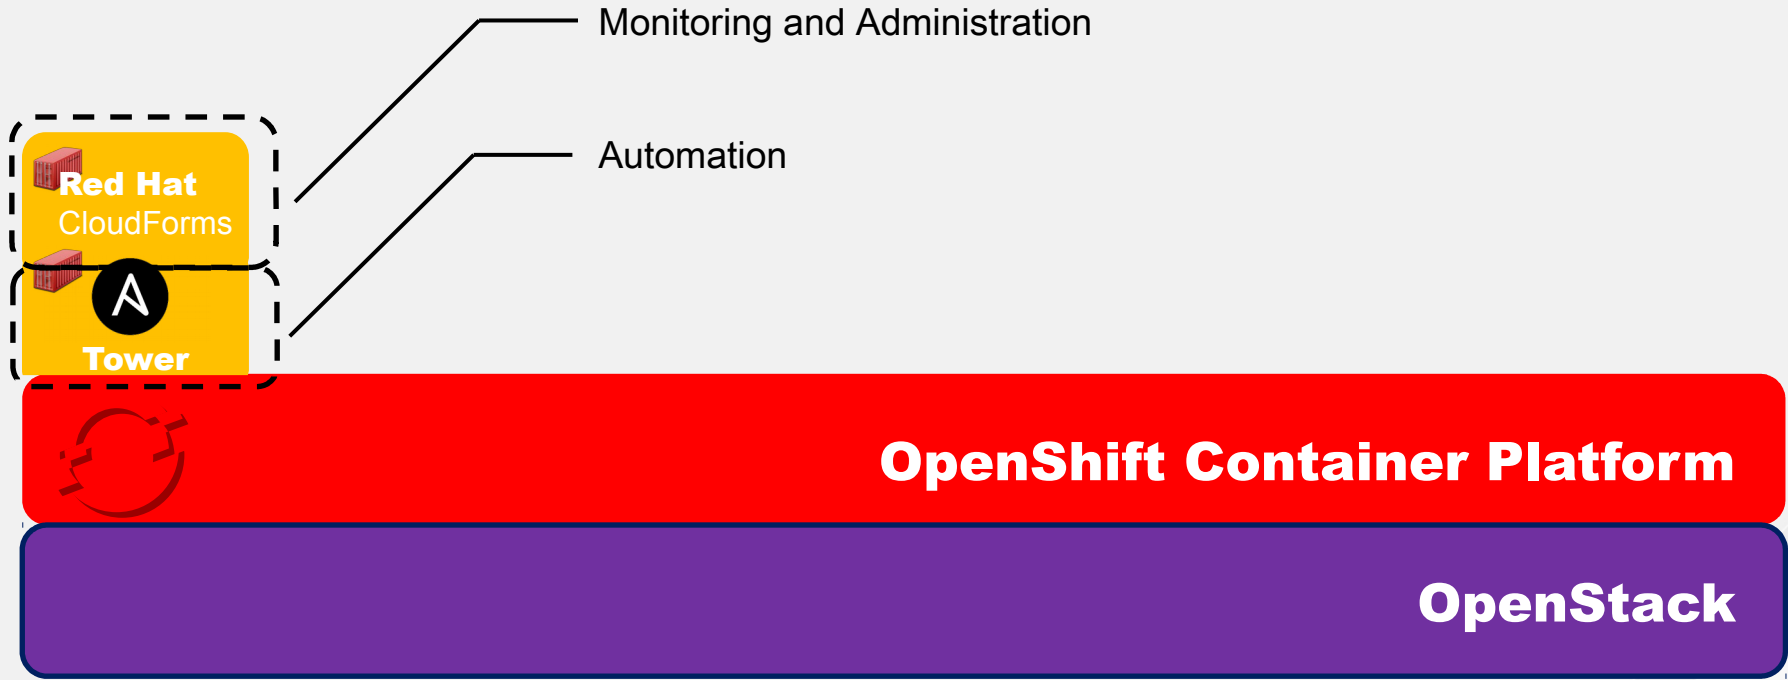 Monitoring and Administration
Automation
Red Hat
CloudForms
Tower
OpenShift Container Platform
OpenStack